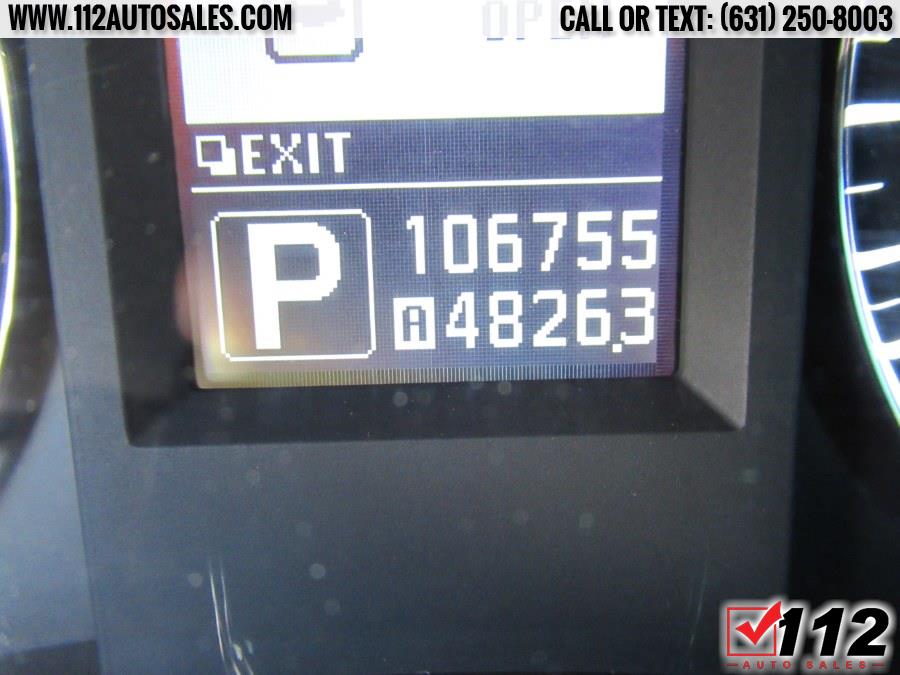 WWW.112AUTOSALES.COM
CALL OR TEXT: (631) 250-8003
EXIT
P
106755
A 4826.3
112
AUTO SALES